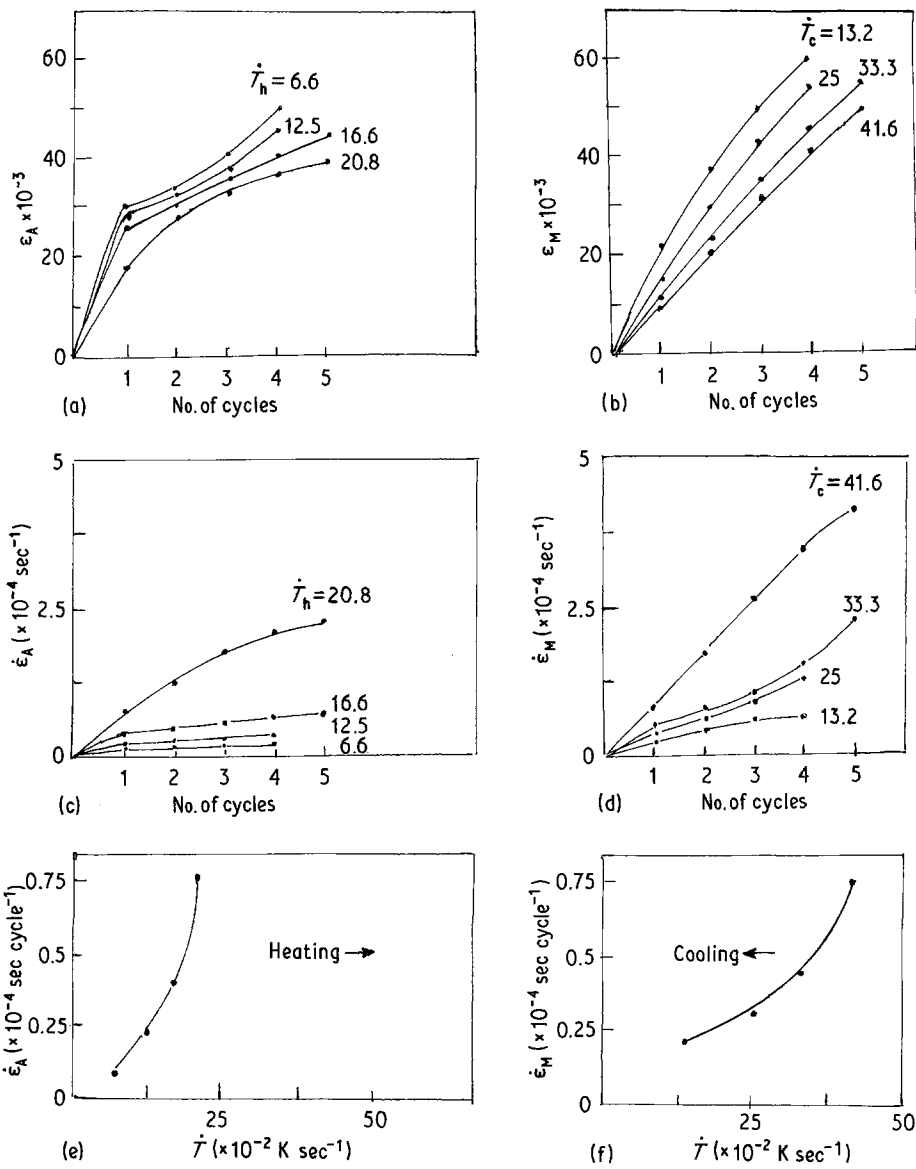 60
40
20
0
ε_A × 10⁻³
Ṫ_h = 6.6
12.5
16.6
20.8
1 2 3 4 5
(a) No. of cycles
60
40
20
0
ε_M × 10⁻³
Ṫ_c = 13.2
25
33.3
41.6
1 2 3 4 5
(b) No. of cycles
5
2.5
0
ε̇_A (× 10⁻⁴ sec⁻¹)
Ṫ_h = 20.8
16.6
12.5
6.6
1 2 3 4 5
(c) No. of cycles
5
2.5
0
ε̇_M (× 10⁻⁴ sec⁻¹)
Ṫ_c = 41.6
33.3
25
13.2
1 2 3 4 5
(d) No. of cycles
0.75
0.5
0.25
0
ε̇_A (× 10⁻⁴ sec cycle⁻¹)
Heating →
25 50
(e) Ṫ (× 10⁻² K sec⁻¹)
0.75
0.5
0.25
0
ε̇_M (× 10⁻⁴ sec cycle⁻¹)
Cooling ←
25 50
(f) Ṫ (× 10⁻² K sec⁻¹)